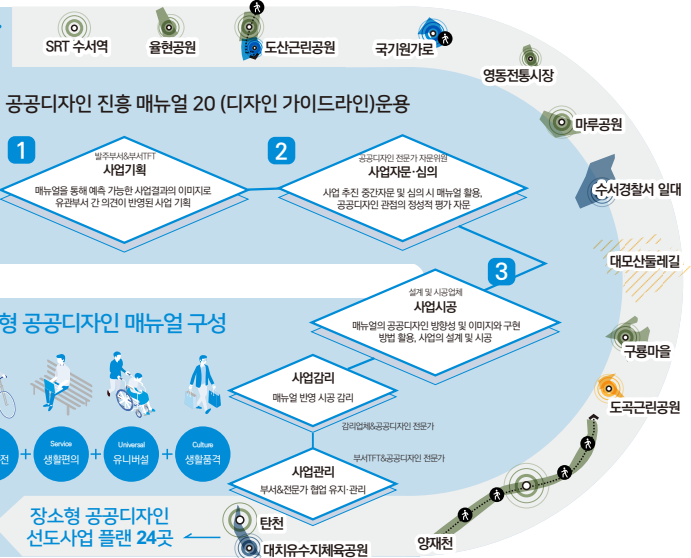 SRT 수서역
율현공원
도산근린공원
국기원가로
영동전통시장
마루공원
수서경찰서 일대
대모산둘레길
구룡마을
도곡근린공원
양재천
공공디자인 진흥 매뉴얼 20 (디자인 가이드라인)운용
1
발주부서&부서TFT
사업기획
매뉴얼을 통해 예측 가능한 사업결과의 이미지로
유관부서 간 의견이 반영된 사업 기획
2
공공디자인 전문가 자문위원
사업자문·심의
사업 추진 중간자문 및 심의 시 매뉴얼 활용,
공공디자인 관점의 정성적 평가 자문
3
설계 및 시공업체
사업시공
매뉴얼의 공공디자인 방향성 및 이미지와 구현
방법 활용, 사업의 설계 및 시공
사업감리
매뉴얼 반영 시공 감리
감리업체&공공디자인 전문가
부서TFT&공공디자인 전문가
사업관리
부서&전문가 협업 유지·관리
형 공공디자인 매뉴얼 구성
전
+
Service
생활편의
+
Universal
유니버설
+
Culture
생활품격
장소형 공공디자인
선도사업 플랜 24곳
탄천
대치유수지체육공원